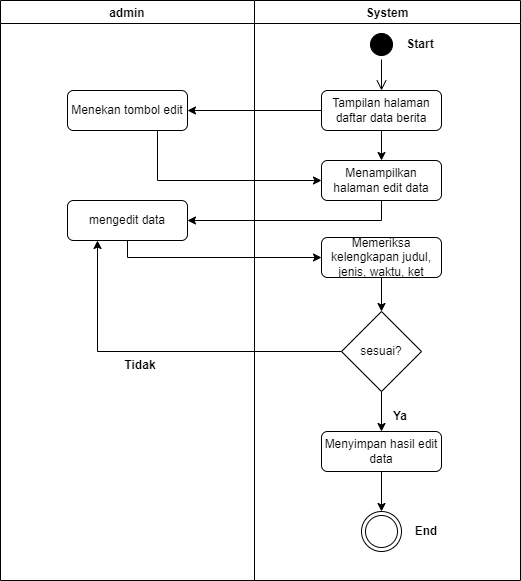 admin
System
Start
Menekan tombol edit
Tampilan halaman
daftar data berita
Menampilkan
halaman edit data
mengedit data
Memeriksa
kelengkapan judul,
jenis, waktu, ket
sesuai?
Tidak
Ya
Menyimpan hasil edit
data
End